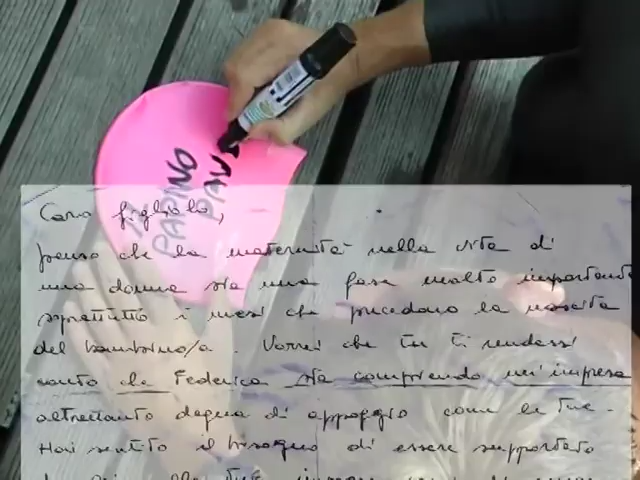 IL
PAPINO
DAV
Caro figliolo,
penso che la maternità nella vita di
una donna sia una fase molto importante
soprattutto i mesi che precedono la nascita
del bambino/a. Vorrei che tu ti rendessi
conto che Federica sta compiendo un'impresa
altrettanto degna di appoggio come le tue.
Hai sentito il bisogno di essere supportato